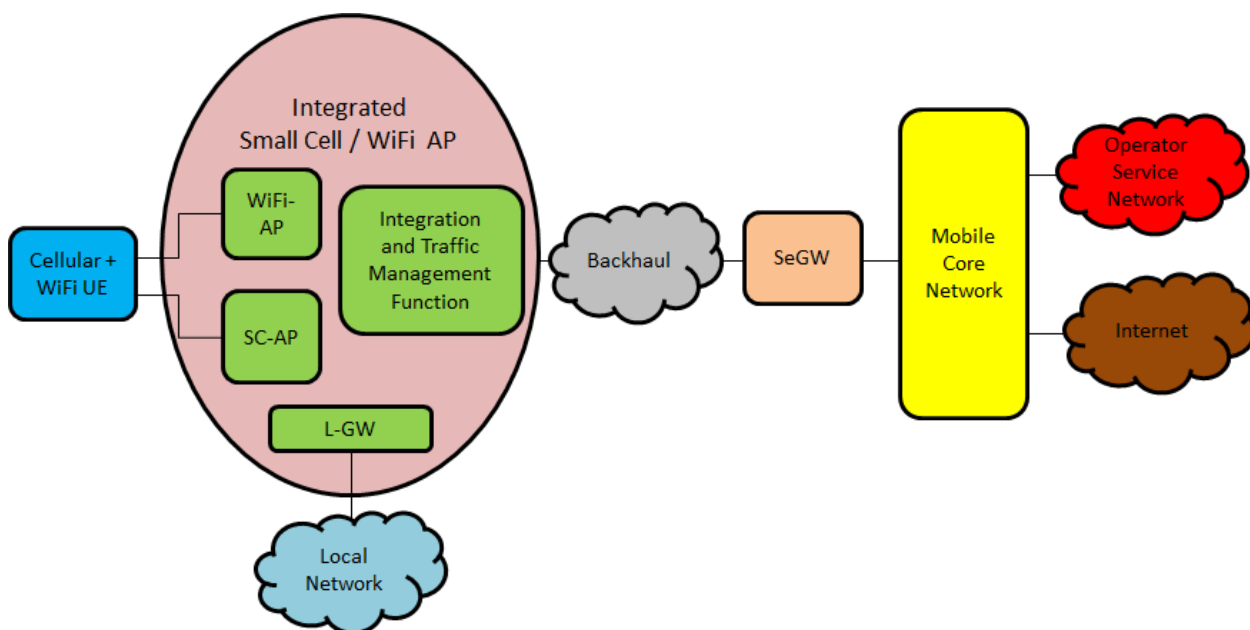 Integrated
Small Cell / WiFi AP
WiFi-
AP
Integration
and Traffic
Management
Function
Cellular +
WiFi UE
SC-AP
L-GW
Local
Network
Backhaul
SeGW
Mobile
Core
Network
Operator
Service
Network
Internet